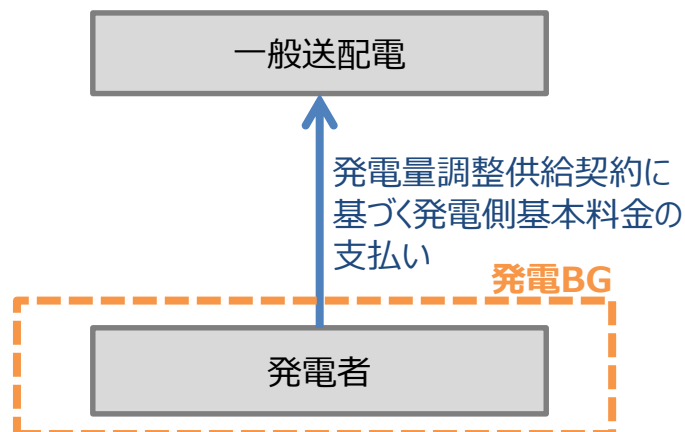 一般送配電
発電量調整供給契約に
基づく発電側基本料金の
支払い
発電BG
発電者